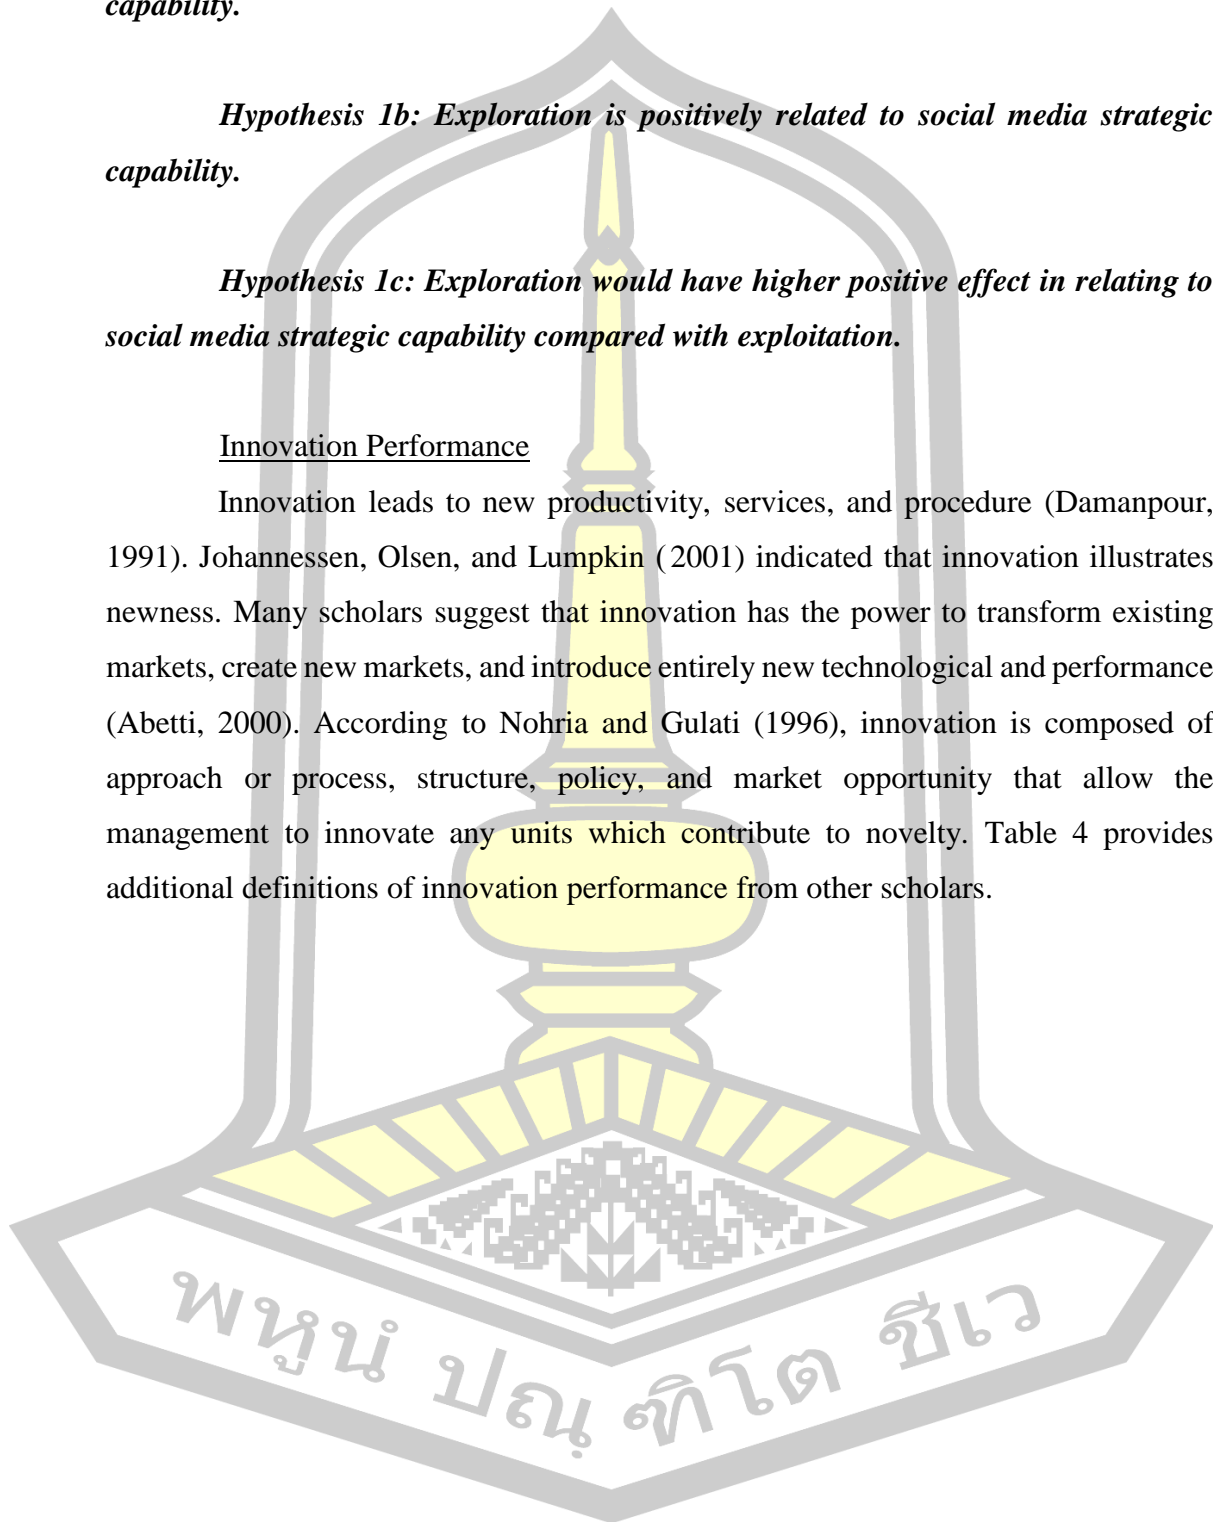 capability.
Hypothesis 1b: Exploration is positively related to social media strategic
capability.
Hypothesis 1c: Exploration would have higher positive effect in relating to
social media strategic capability compared with exploitation.
Innovation Performance
Innovation leads to new productivity, services, and procedure (Damanpour,
1991). Johannessen, Olsen, and Lumpkin (2001) indicated that innovation illustrates
newness. Many scholars suggest that innovation has the power to transform existing
markets, create new markets, and introduce entirely new technological and performance
(Abetti, 2000). According to Nohria and Gulati (1996), innovation is composed of
approach or process, structure, policy, and market opportunity that allow the
management to innovate any units which contribute to novelty. Table 4 provides
additional definitions of innovation performance from other scholars.
พหูนํ ปณฺฑิโต ชีเว